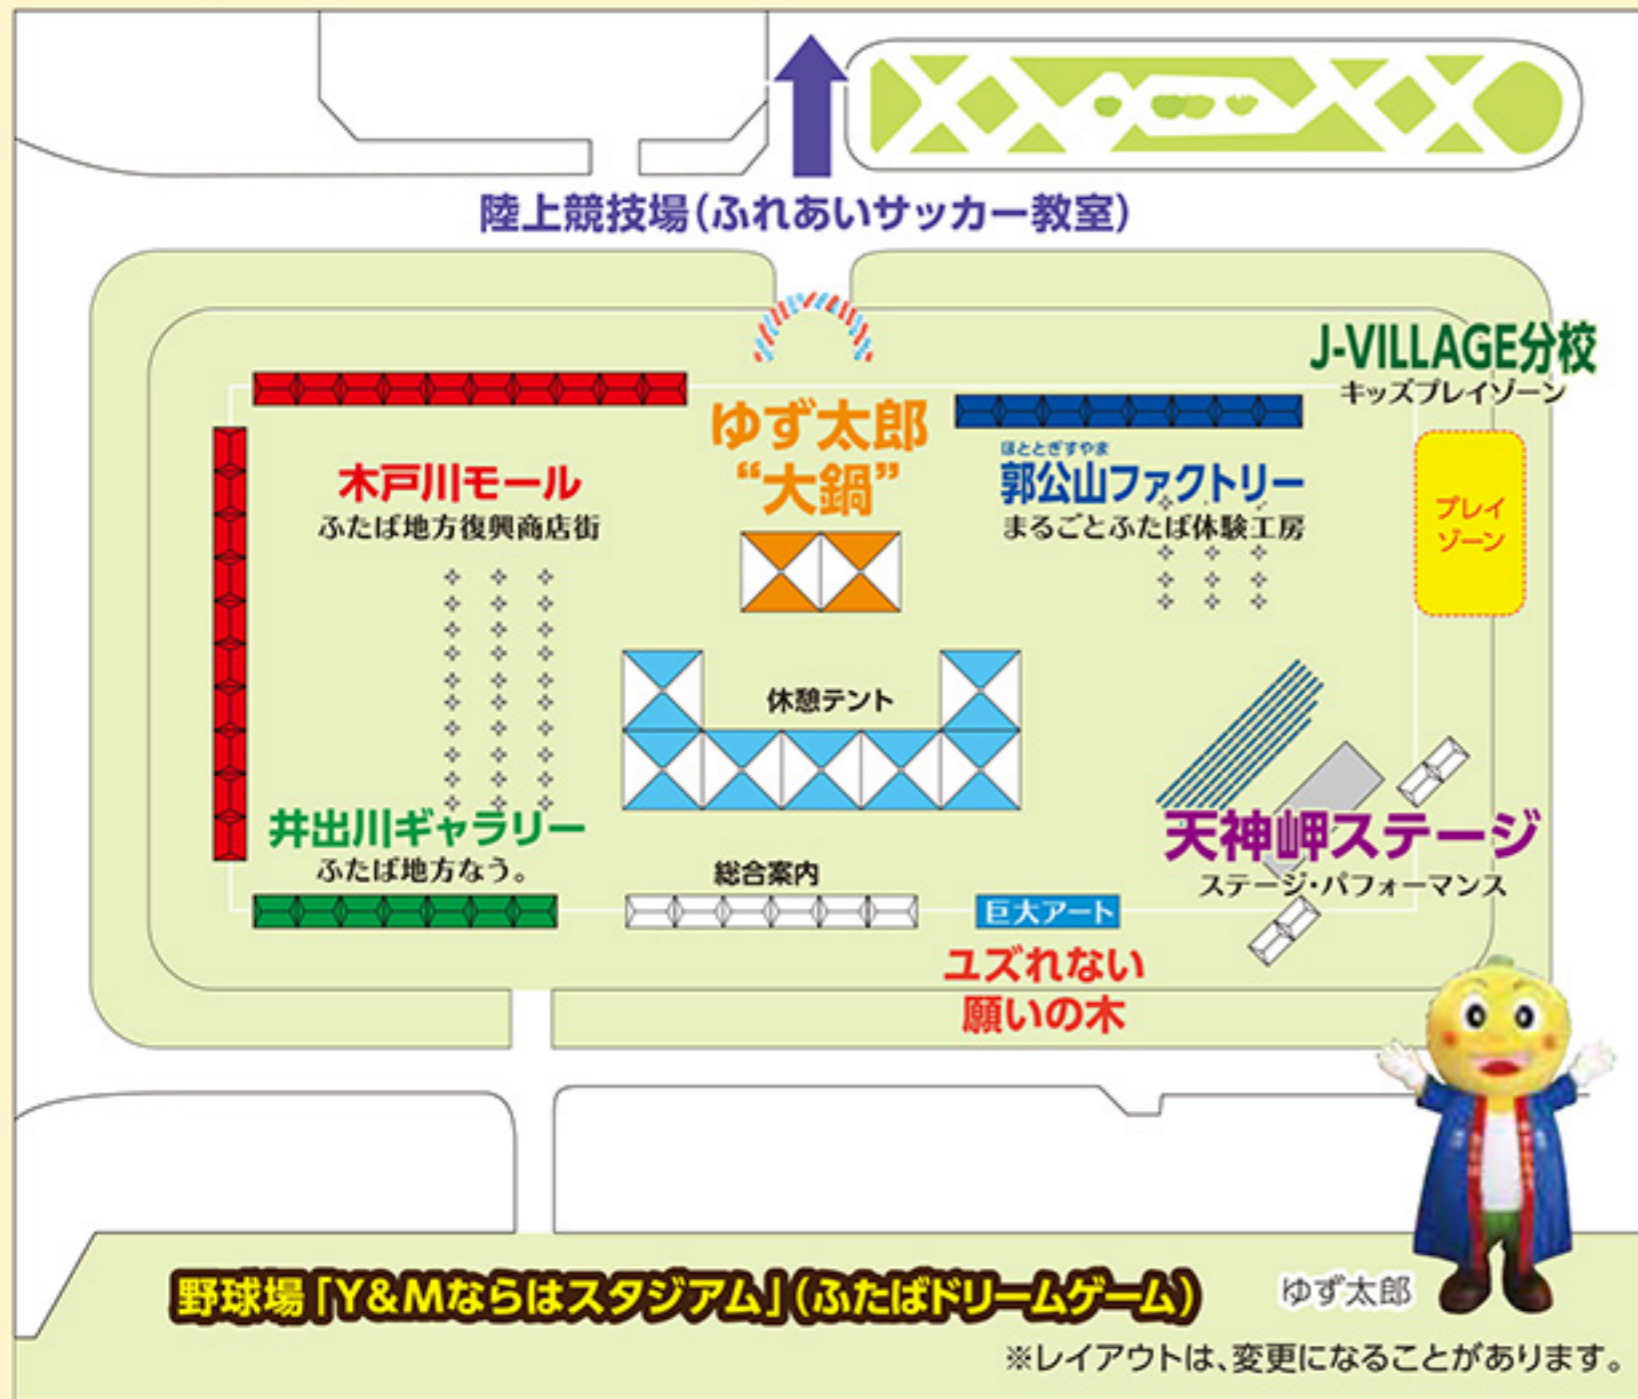 陸上競技場(ふれあいサッカー教室)
J-VILLAGE分校
キッズプレイゾーン
プレイ
ゾーン
ゆず太郎
“大鍋”
ほととぎすやま
郭公山ファクトリー
まるごとふたば体験工房
木戸川モール
ふたば地方復興商店街
休憩テント
井出川ギャラリー
ふたば地方なう。
総合案内
天神岬ステージ
ステージ・パフォーマンス
巨大アート
ユズれない
願いの木
野球場「Y&Mならはスタジアム」(ふたばドリームゲーム)
ゆず太郎
※レイアウトは、変更になることがあります。